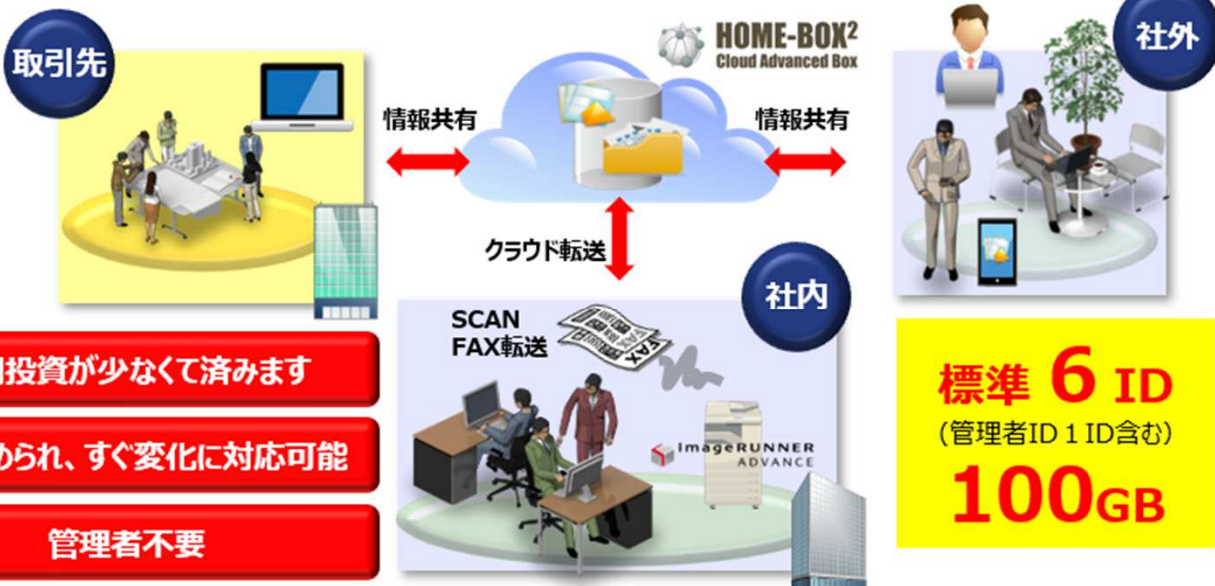 取引先
HOME-BOX2
Cloud Advanced Box
社外
情報共有
情報共有
クラウド転送
社内
SCAN
FAX転送
FAX
FAX
imageRUNNER
ADVANCE
投資が少なくて済みます
められ、すぐ変化に対応可能
管理者不要
標準 6 ID
(管理者ID 1 ID含む)
100GB